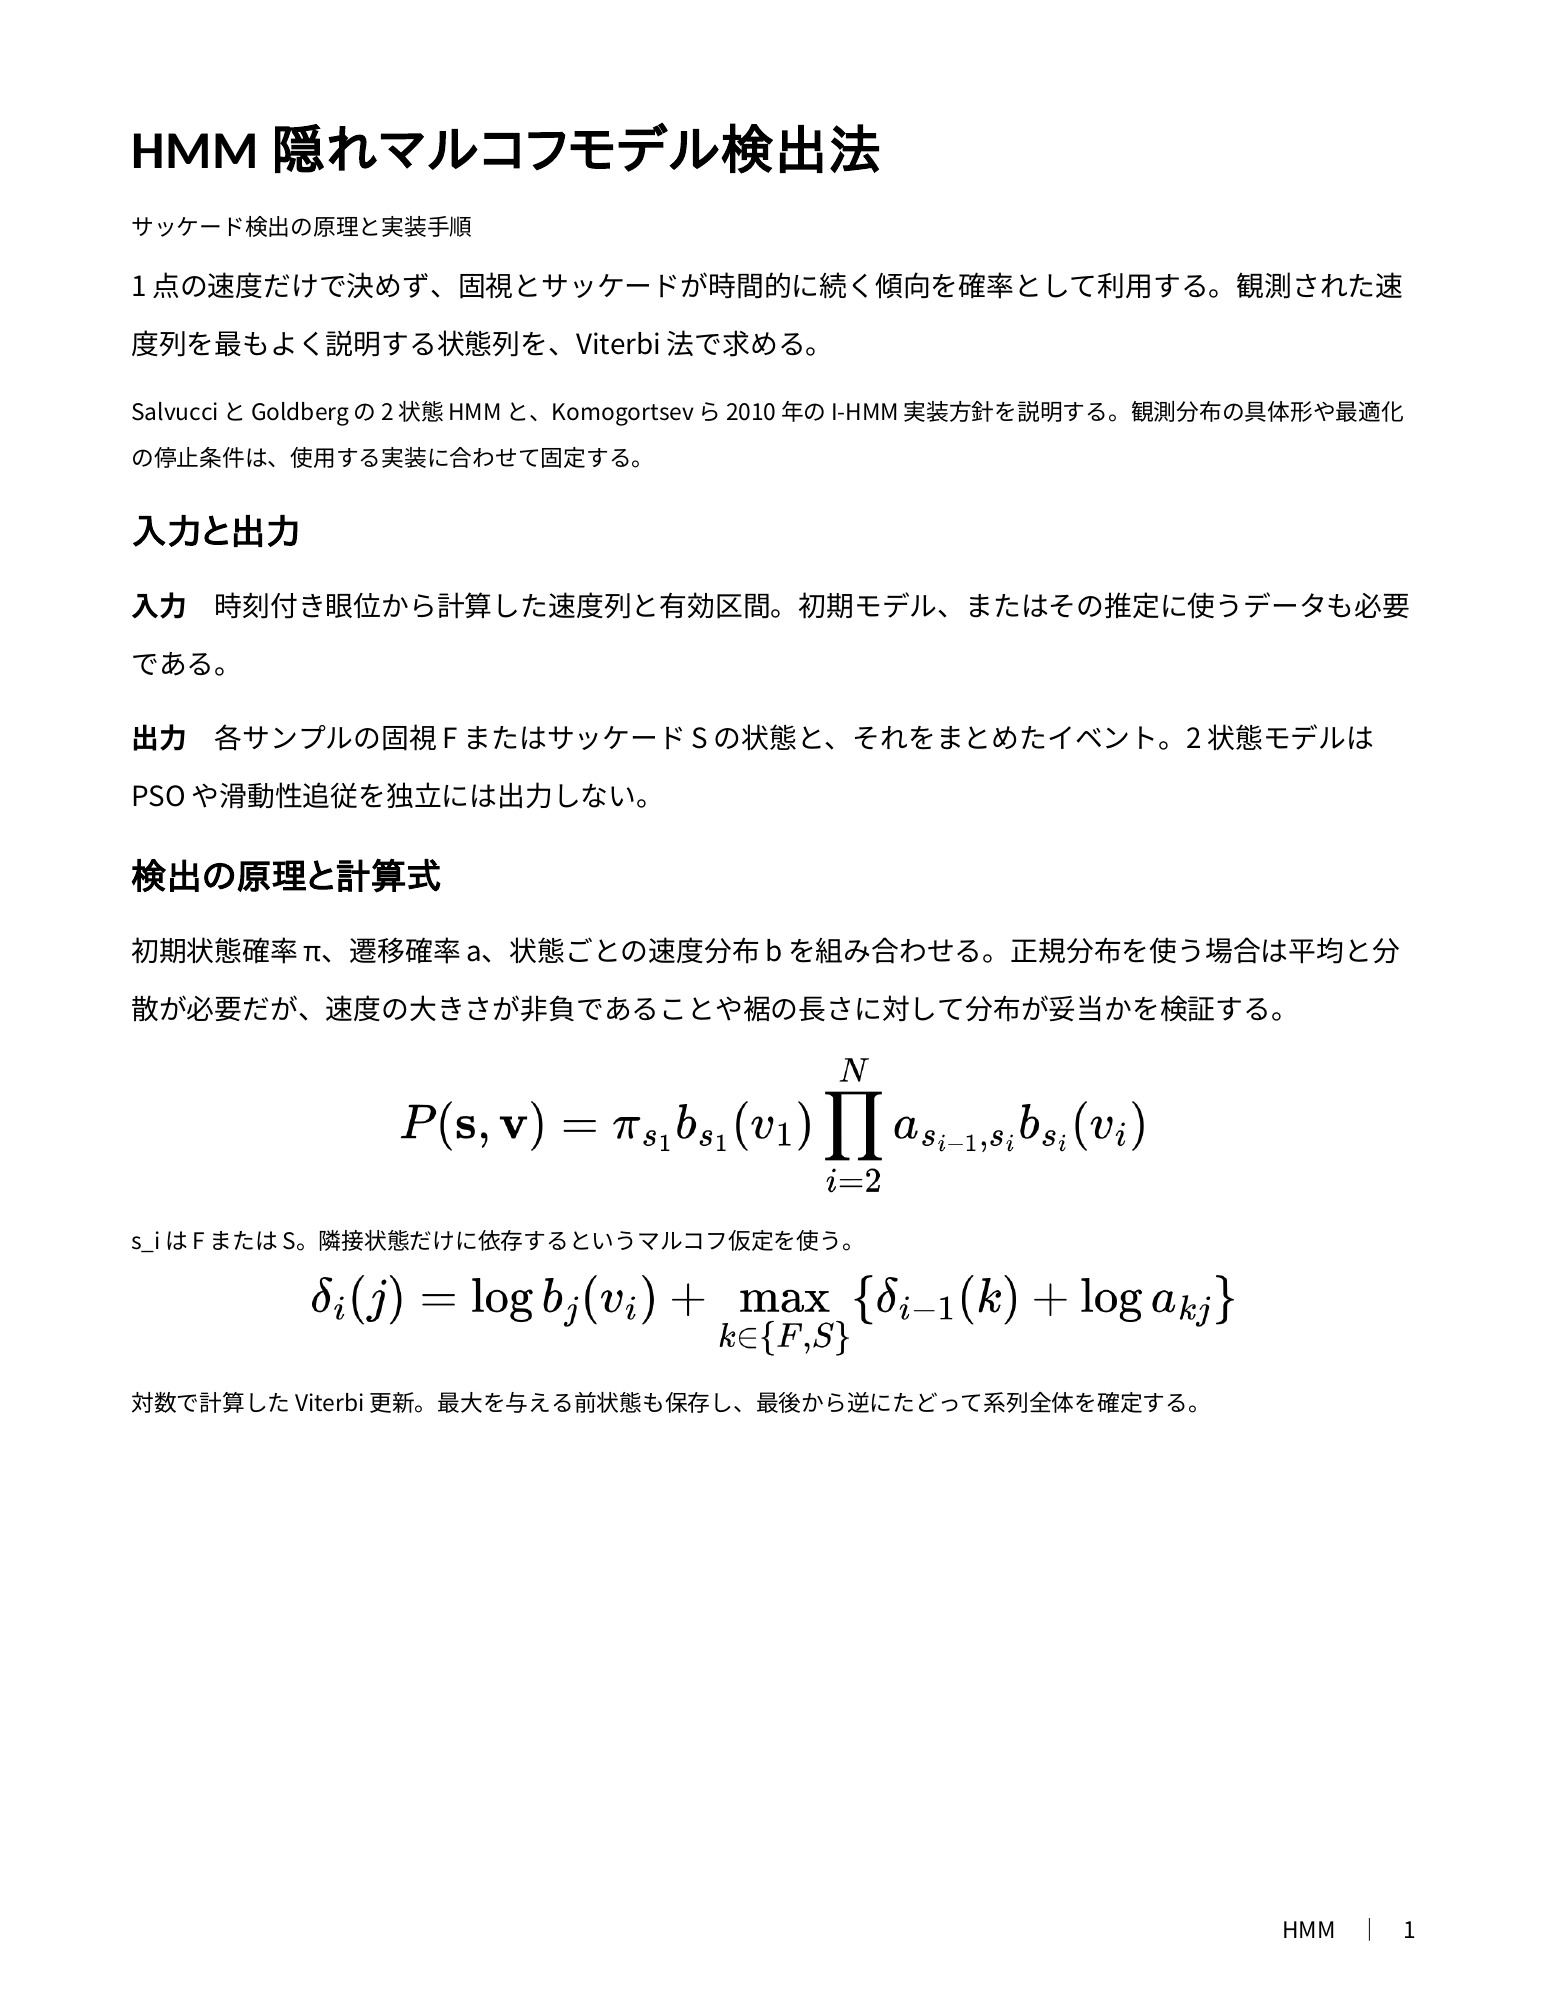 HMM 隠れマルコフモデル検出法
サッケード検出の原理と実装手順
1 点の速度だけで決めず、固視とサッケードが時間的に続く傾向を確率として利用する。観測された速
度列を最もよく説明する状態列を、Viterbi 法で求める。
Salvucci と Goldberg の 2 状態 HMM と、Komogortsev ら 2010 年の I-HMM 実装方針を説明する。観測分布の具体形や最適化
の停止条件は、使用する実装に合わせて固定する。
入力と出力
入力　時刻付き眼位から計算した速度列と有効区間。初期モデル、またはその推定に使うデータも必要
である。
出力　各サンプルの固視 F またはサッケード S の状態と、それをまとめたイベント。2 状態モデルは
PSO や滑動性追従を独立には出力しない。
検出の原理と計算式
初期状態確率 π、遷移確率 a、状態ごとの速度分布 b を組み合わせる。正規分布を使う場合は平均と分
散が必要だが、速度の大きさが非負であることや裾の長さに対して分布が妥当かを検証する。
P(s, v) = π_{s_1} b_{s_1}(v_1) ∏_{i=2}^{N} a_{s_{i−1},s_i} b_{s_i}(v_i)
s_i は F または S。隣接状態だけに依存するというマルコフ仮定を使う。
δ_i(j) = log b_j(v_i) + max_{k∈{F,S}} {δ_{i−1}(k) + log a_{kj}}
対数で計算した Viterbi 更新。最大を与える前状態も保存し、最後から逆にたどって系列全体を確定する。
HMM ｜ 1